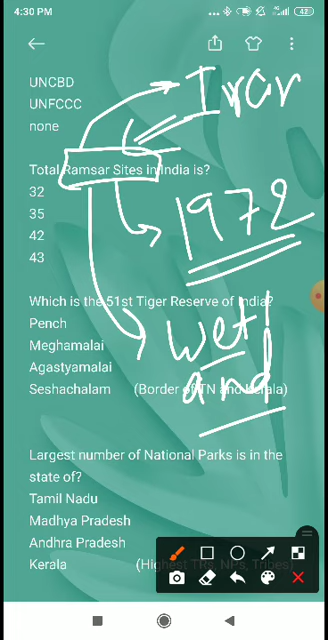 4:30 PM
42
UNCBD
UNFCCC
none
Iran
Total Ramsar Sites in India is?
32
35
42
43
1972
Which is the 51st Tiger Reserve of India?
Pench
Meghamalai
Agastyamalai
Seshachalam (Border of TN and Kerala)
wetl
and
Largest number of National Parks is in the
state of?
Tamil Nadu
Madhya Pradesh
Andhra Pradesh
Kerala (Highest TRs, NPs, Tribes)